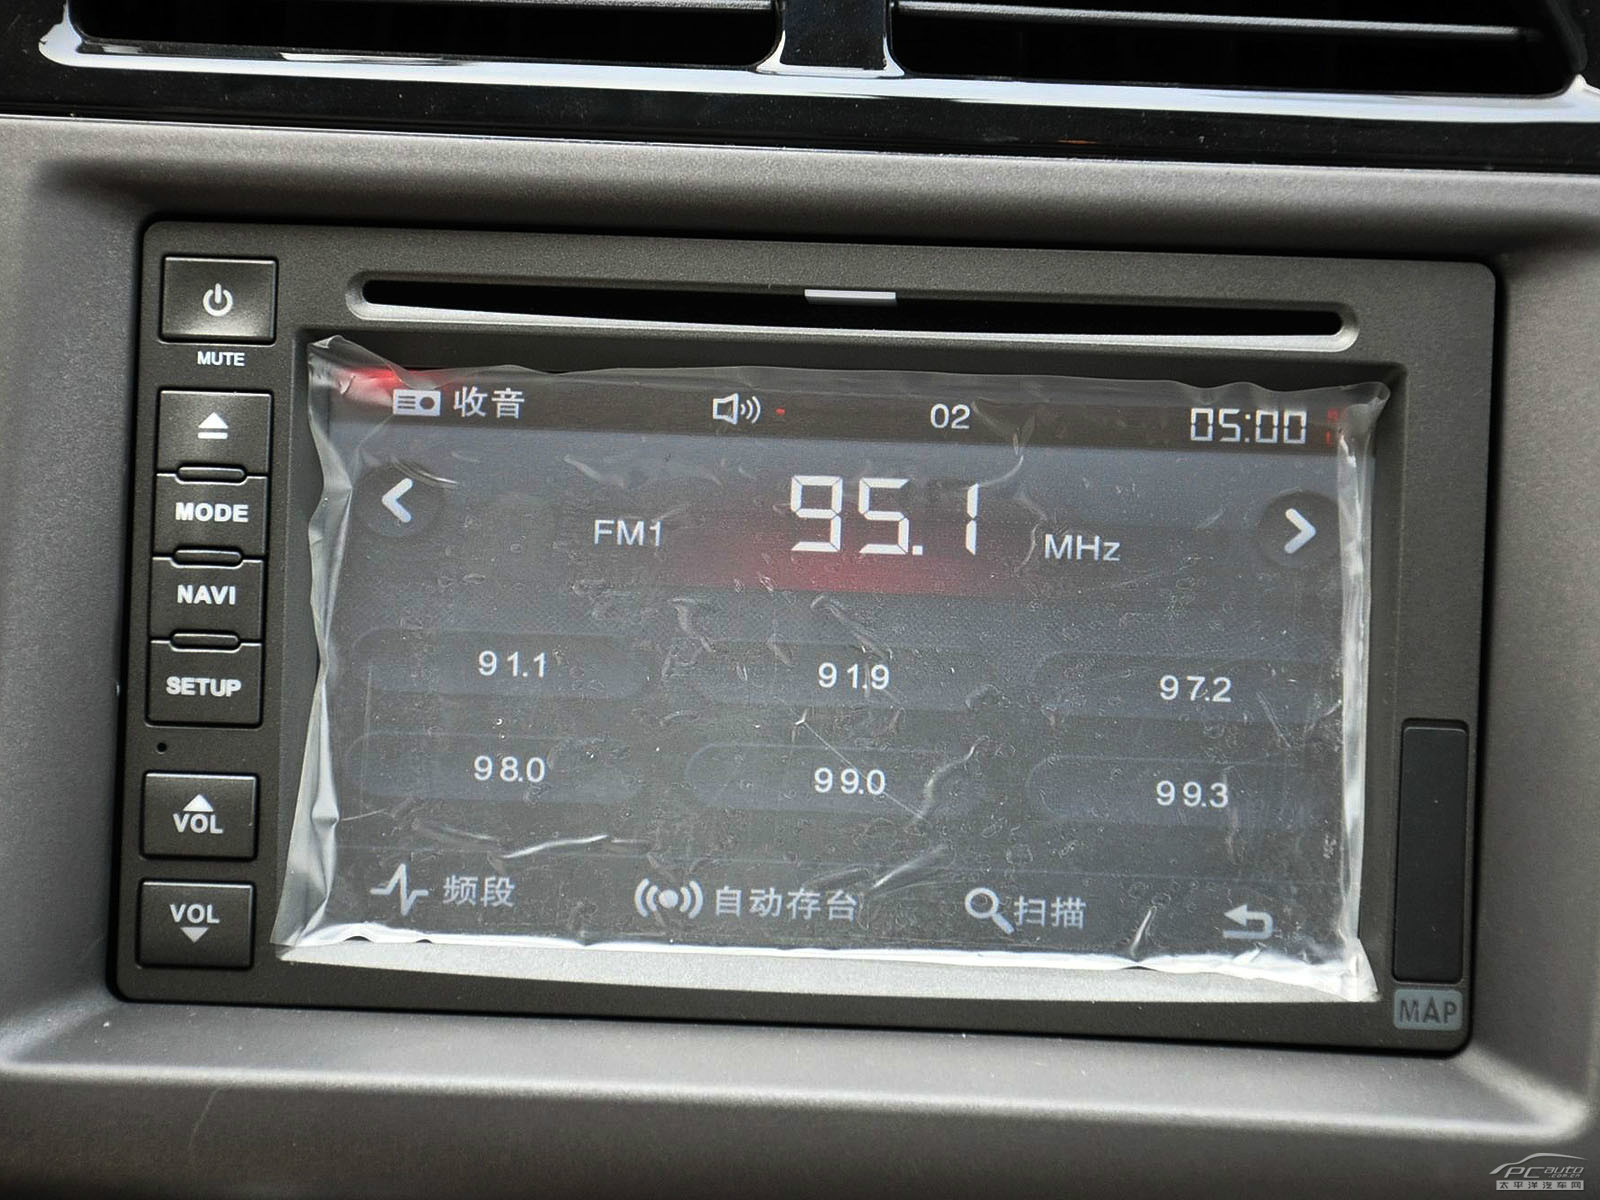 MUTE
收音 02 05:00
MODE
FM1 95.1 MHz
NAVI
SETUP
91.1 91.9 97.2
98.0 99.0 99.3
VOL
频段 自动存台 扫描
VOL
MAP
PCauto
太平洋汽车网